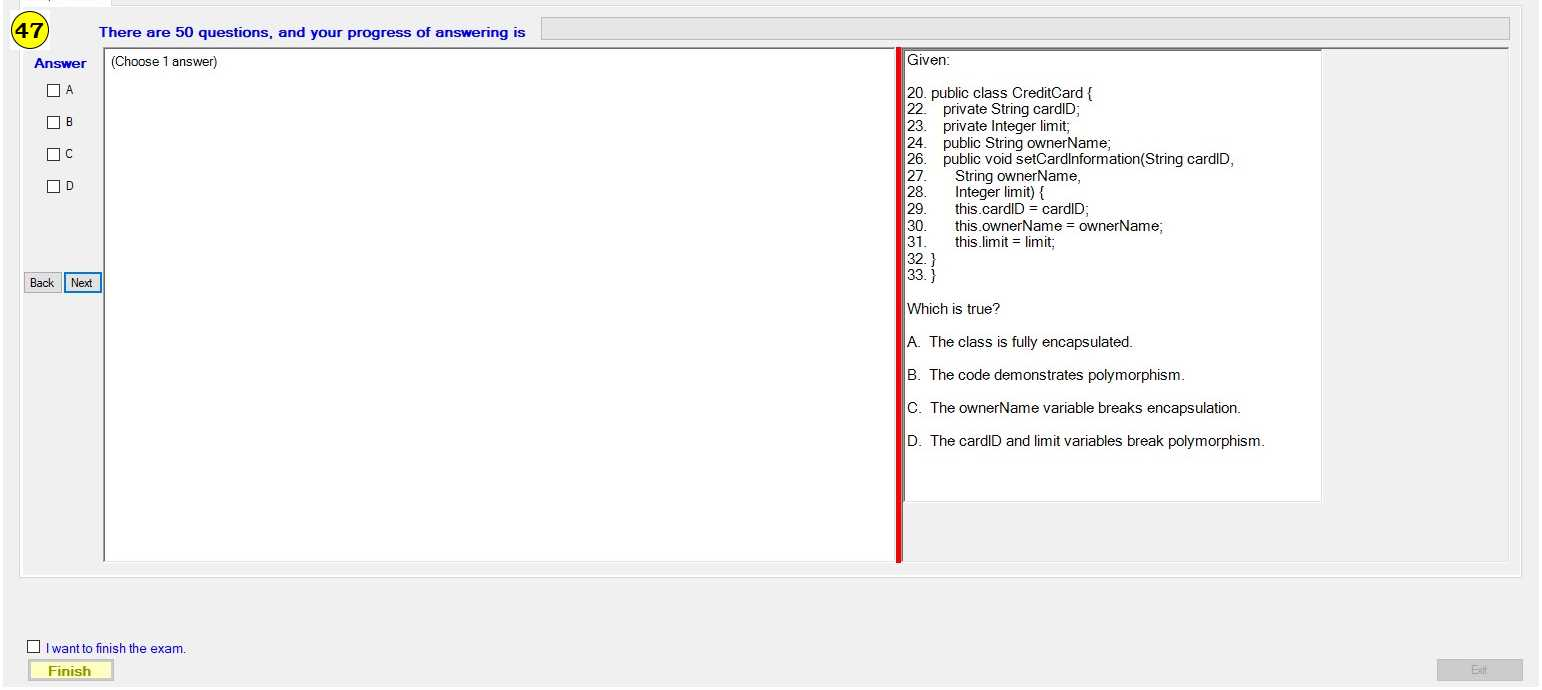 47
There are 50 questions, and your progress of answering is
Answer
(Choose 1 answer)
A
B
C
D
Back Next
Given:
20. public class CreditCard {
22. private String cardID;
23. private Integer limit;
24. public String ownerName;
26. public void setCardInformation(String cardID,
27. String ownerName,
28. Integer limit) {
29. this.cardID = cardID;
30. this.ownerName = ownerName;
31. this.limit = limit;
32. }
33. }
Which is true?
A. The class is fully encapsulated.
B. The code demonstrates polymorphism.
C. The ownerName variable breaks encapsulation.
D. The cardID and limit variables break polymorphism.
I want to finish the exam.
Finish
Exit